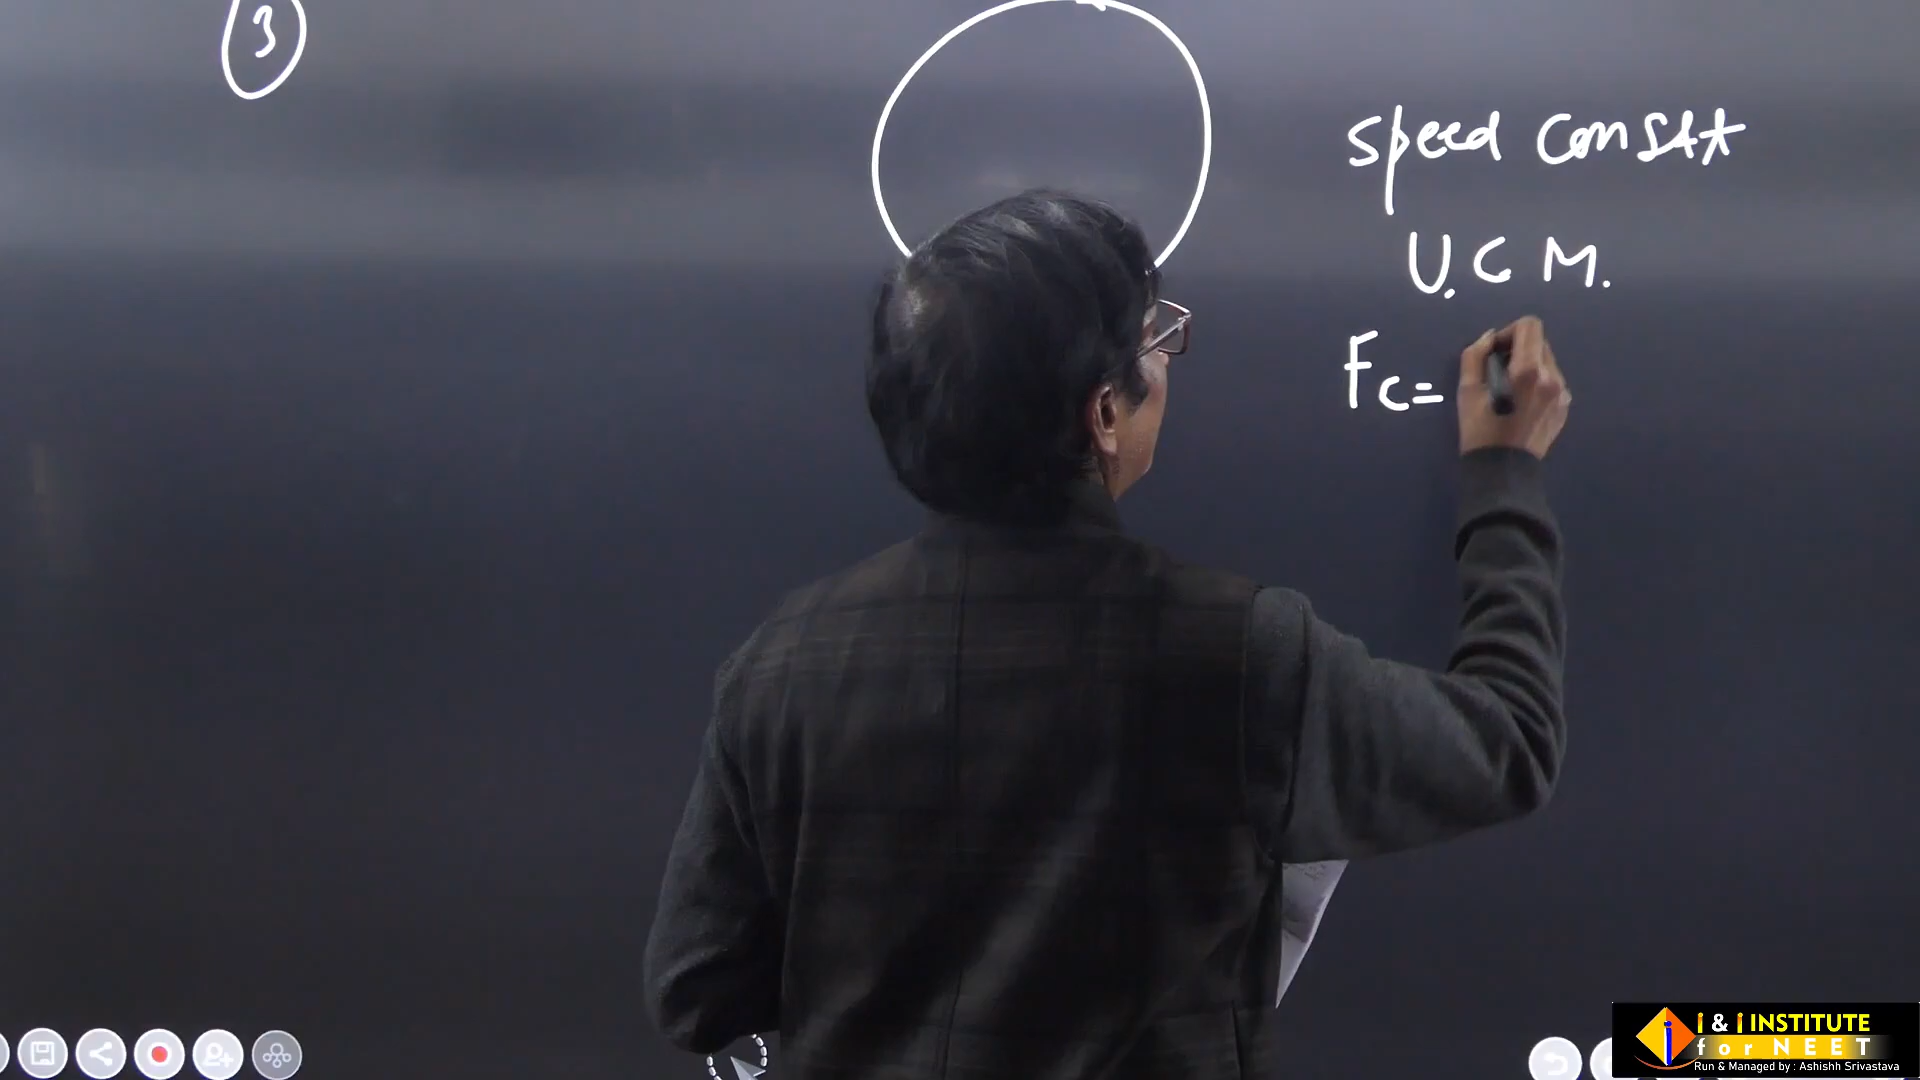 3
speed constt
U.C M.
Fc=
i & i INSTITUTE
for NEET
Run & Managed by : Ashishh Srivastava